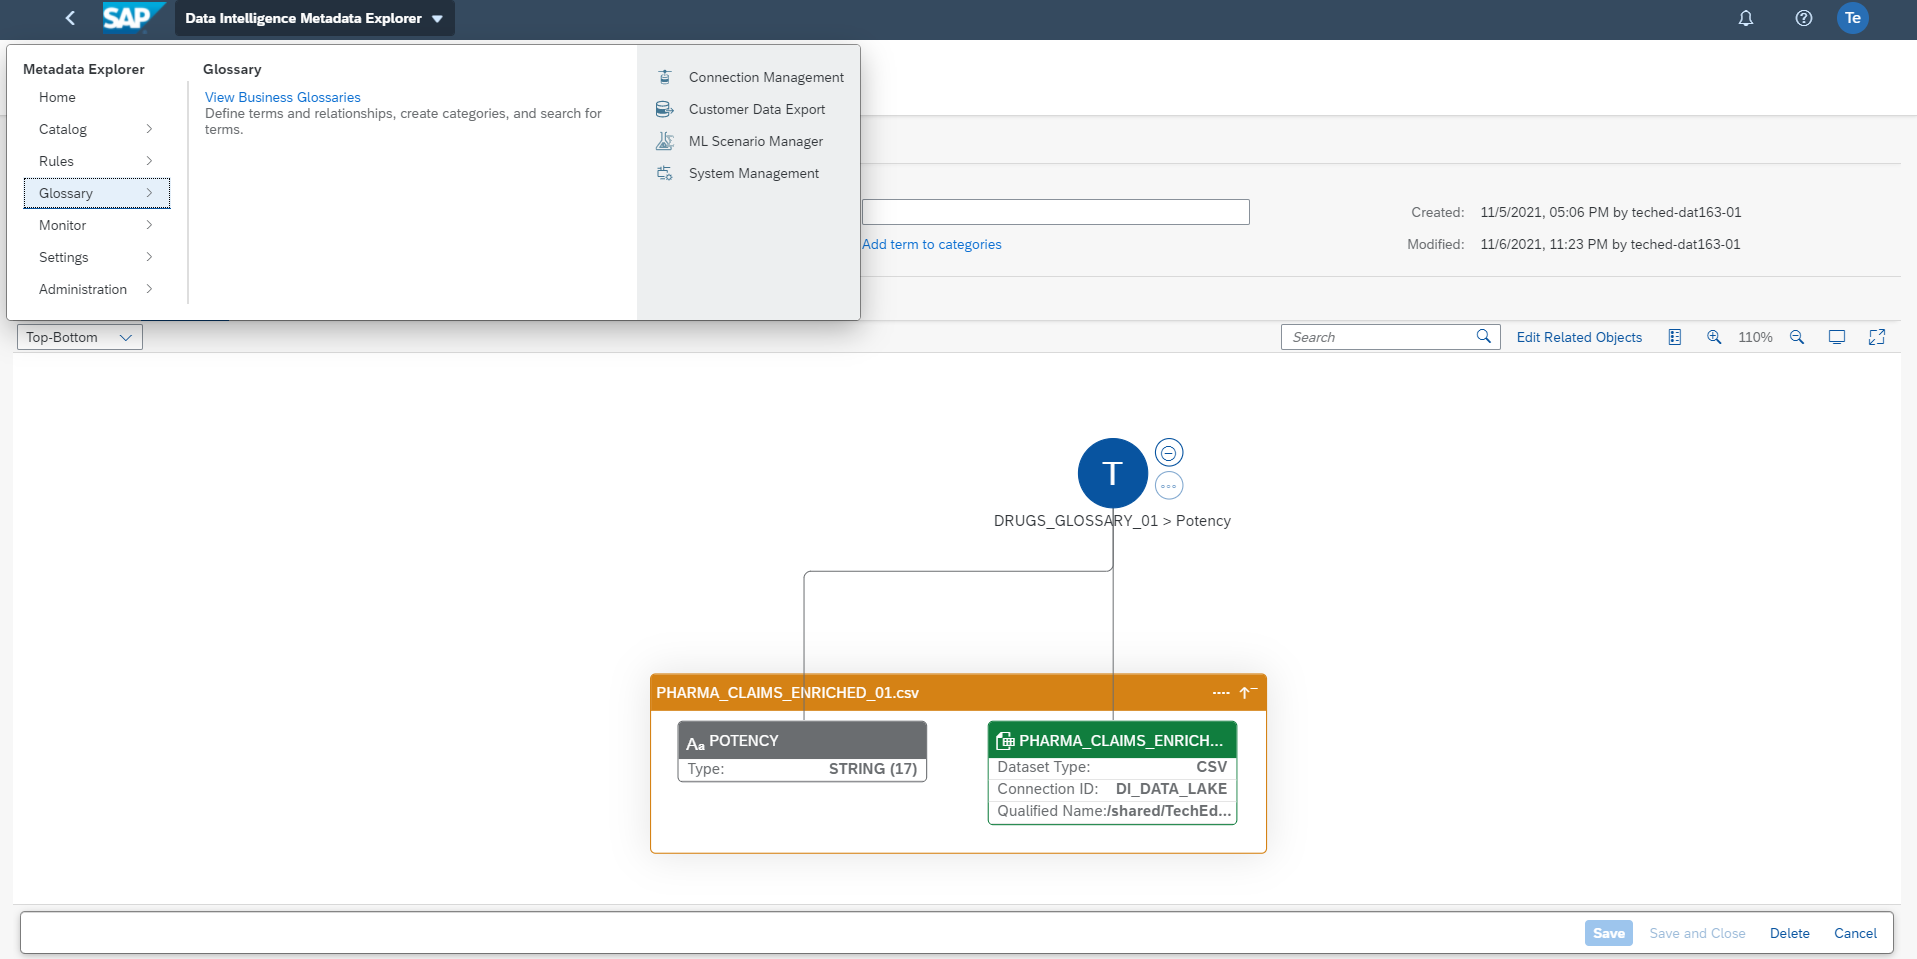 SAP Data Intelligence Metadata Explorer
Te
Metadata Explorer
Home
Catalog
Rules
Glossary
Monitor
Settings
Administration
Glossary
View Business Glossaries
Define terms and relationships, create categories, and search for
terms.
Connection Management
Customer Data Export
ML Scenario Manager
System Management
Created: 11/5/2021, 05:06 PM by teched-dat163-01
Add term to categories
Modified: 11/6/2021, 11:23 PM by teched-dat163-01
Top-Bottom
Search
Edit Related Objects
110%
T
DRUGS_GLOSSARY_01 > Potency
PHARMA_CLAIMS_ENRICHED_01.csv
Aa POTENCY
Type: STRING (17)
PHARMA_CLAIMS_ENRICH...
Dataset Type: CSV
Connection ID: DI_DATA_LAKE
Qualified Name:/shared/TechEd...
Save
Save and Close
Delete
Cancel